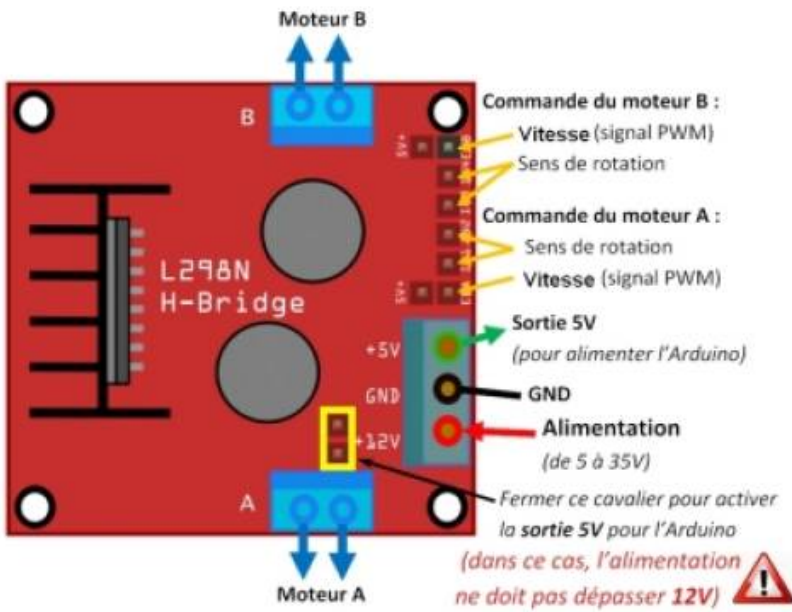 Moteur B
B
Commande du moteur B :
5V+
Vitesse (signal PWM)
Sens de rotation
Commande du moteur A :
Sens de rotation
5V+
Vitesse (signal PWM)
L298N
H-Bridge
Sortie 5V
+5V
(pour alimenter l'Arduino)
GND
GND
Alimentation
+12V
(de 5 à 35V)
A
Fermer ce cavalier pour activer
la sortie 5V pour l'Arduino
(dans ce cas, l'alimentation
ne doit pas dépasser 12V)
!
Moteur A